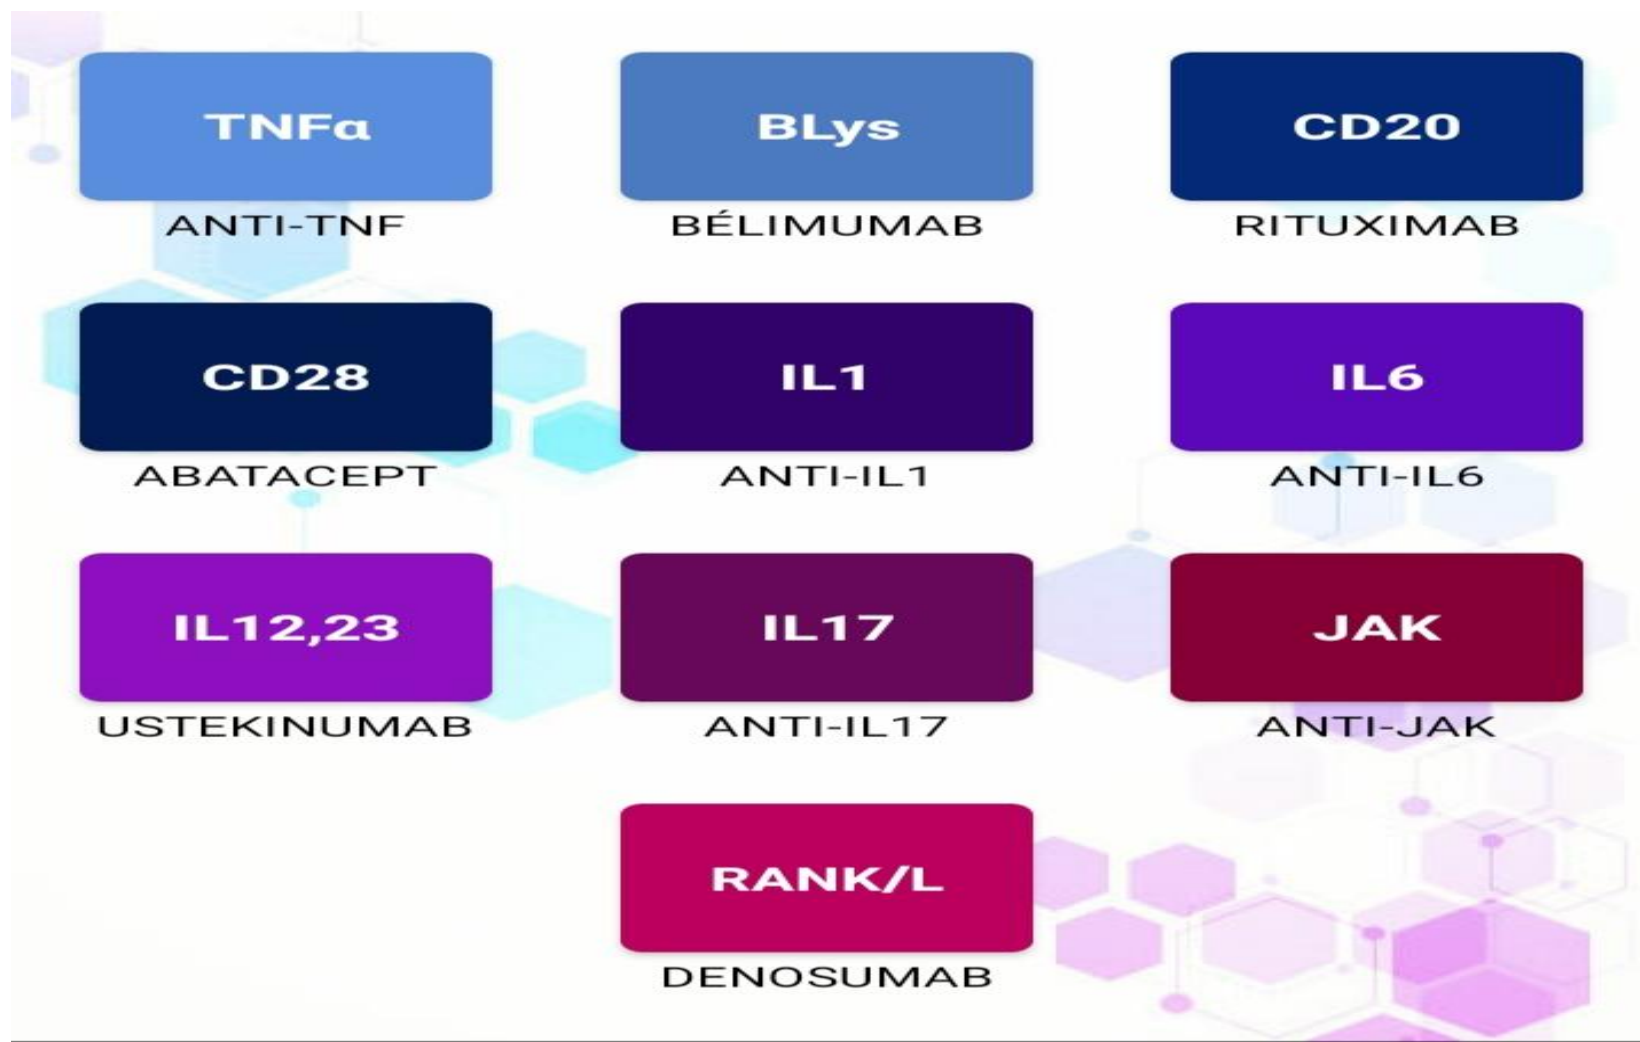 TNFα
BLys
CD20
ANTI-TNF
BÉLIMUMAB
RITUXIMAB
CD28
IL1
IL6
ABATACEPT
ANTI-IL1
ANTI-IL6
IL12,23
IL17
JAK
USTEKINUMAB
ANTI-IL17
ANTI-JAK
RANK/L
DENOSUMAB